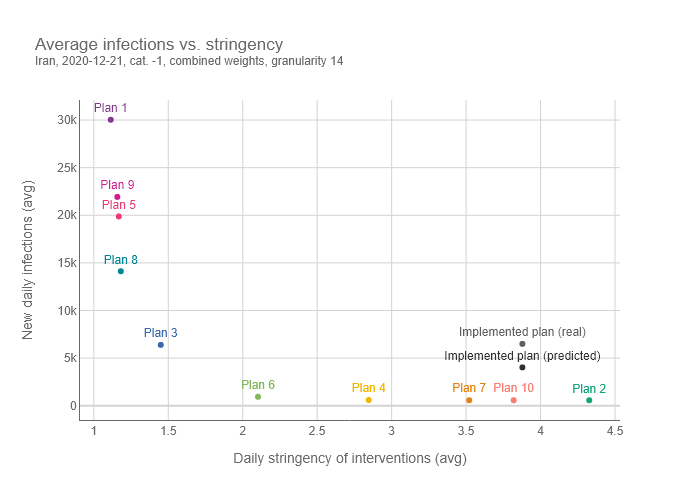 Average infections vs. stringency
Iran, 2020-12-21, cat. -1, combined weights, granularity 14
Plan 1
30k
25k
Plan 9
20k
Plan 5
15k
Plan 8
10k
Plan 3
Implemented plan (real)
Implemented plan (predicted)
5k
Plan 6
Plan 4
Plan 7
Plan 10
Plan 2
0
1
1.5
2
2.5
3
3.5
4
4.5
New daily infections (avg)
Daily stringency of interventions (avg)